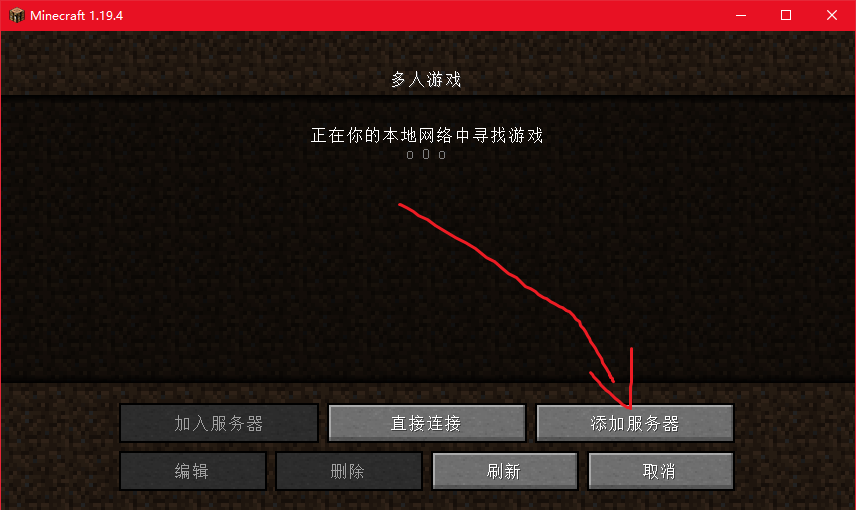 Minecraft 1.19.4
多人游戏
正在你的本地网络中寻找游戏
o O o
加入服务器 直接连接 添加服务器
编辑 删除 刷新 取消